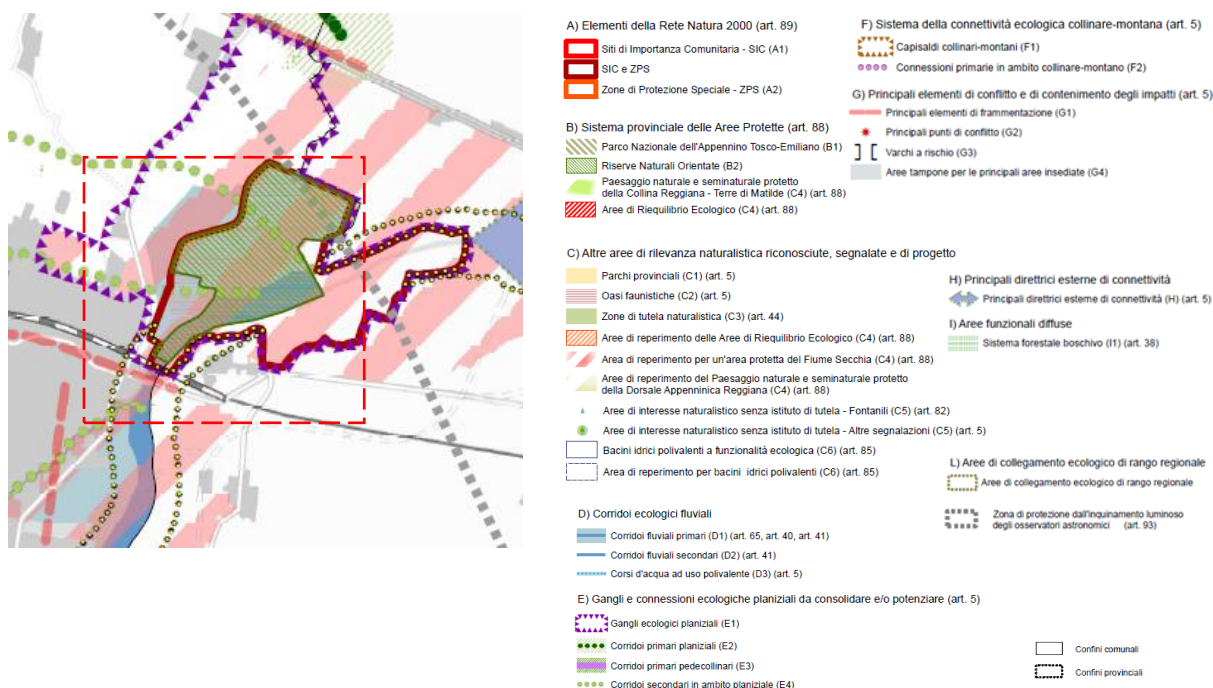 A) Elementi della Rete Natura 2000 (art. 89)
Siti di Importanza Comunitaria - SIC (A1)
SIC e ZPS
Zone di Protezione Speciale - ZPS (A2)
B) Sistema provinciale delle Aree Protette (art. 88)
Parco Nazionale dell'Appennino Tosco-Emiliano (B1)
Riserve Naturali Orientate (B2)
Paesaggio naturale e seminaturale protetto
della Collina Reggiana - Terre di Matilde (C4) (art. 88)
Aree di Riequilibrio Ecologico (C4) (art. 88)
C) Altre aree di rilevanza naturalistica riconosciute, segnalate e di progetto
Parchi provinciali (C1) (art. 5)
Oasi faunistiche (C2) (art. 5)
Zone di tutela naturalistica (C3) (art. 44)
Aree di reperimento delle Aree di Riequilibrio Ecologico (C4) (art. 88)
Area di reperimento per un'area protetta del Fiume Secchia (C4) (art. 88)
Aree di reperimento del Paesaggio naturale e seminaturale protetto
della Dorsale Appenninica Reggiana (C4) (art. 88)
Aree di interesse naturalistico senza istituto di tutela - Fontanili (C5) (art. 82)
Aree di interesse naturalistico senza istituto di tutela - Altre segnalazioni (C5) (art. 5)
Bacini idrici polivalenti a funzionalità ecologica (C6) (art. 85)
Area di reperimento per bacini idrici polivalenti (C6) (art. 85)
D) Corridoi ecologici fluviali
Corridoi fluviali primari (D1) (art. 65, art. 40, art. 41)
Corridoi fluviali secondari (D2) (art. 41)
Corsi d'acqua ad uso polivalente (D3) (art. 5)
E) Gangli e connessioni ecologiche planiziali da consolidare e/o potenziare (art. 5)
Gangli ecologici planiziali (E1)
Corridoi primari planiziali (E2)
Corridoi primari pedecollinari (E3)
Corridoi secondari in ambito planiziale (E4)
F) Sistema della connettività ecologica collinare-montana (art. 5)
Capisaldi collinari-montani (F1)
Connessioni primarie in ambito collinare-montano (F2)
G) Principali elementi di conflitto e di contenimento degli impatti (art. 5)
Principali elementi di frammentazione (G1)
Principali punti di conflitto (G2)
Varchi a rischio (G3)
Aree tampone per le principali aree insediate (G4)
H) Principali direttrici esterne di connettività
Principali direttrici esterne di connettività (H) (art. 5)
I) Aree funzionali diffuse
Sistema forestale boschivo (I1) (art. 38)
L) Aree di collegamento ecologico di rango regionale
Aree di collegamento ecologico di rango regionale
Zona di protezione dall'inquinamento luminoso
degli osservatori astronomici (art. 93)
Confini comunali
Confini provinciali